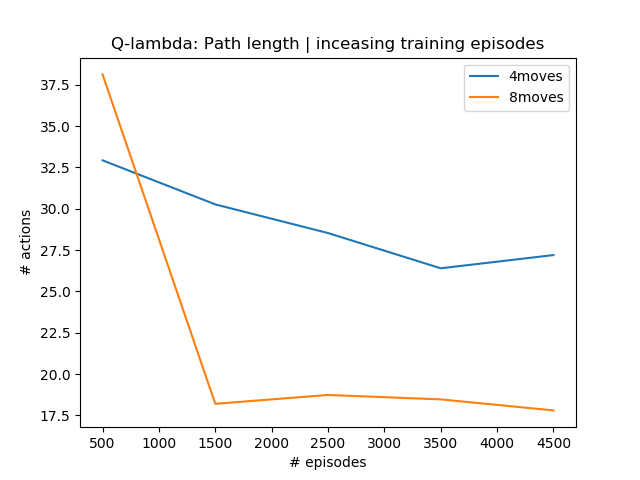 Q-lambda: Path length | inceasing training episodes
4moves
8moves
# actions
37.5
35.0
32.5
30.0
27.5
25.0
22.5
20.0
17.5
500 1000 1500 2000 2500 3000 3500 4000 4500
# episodes